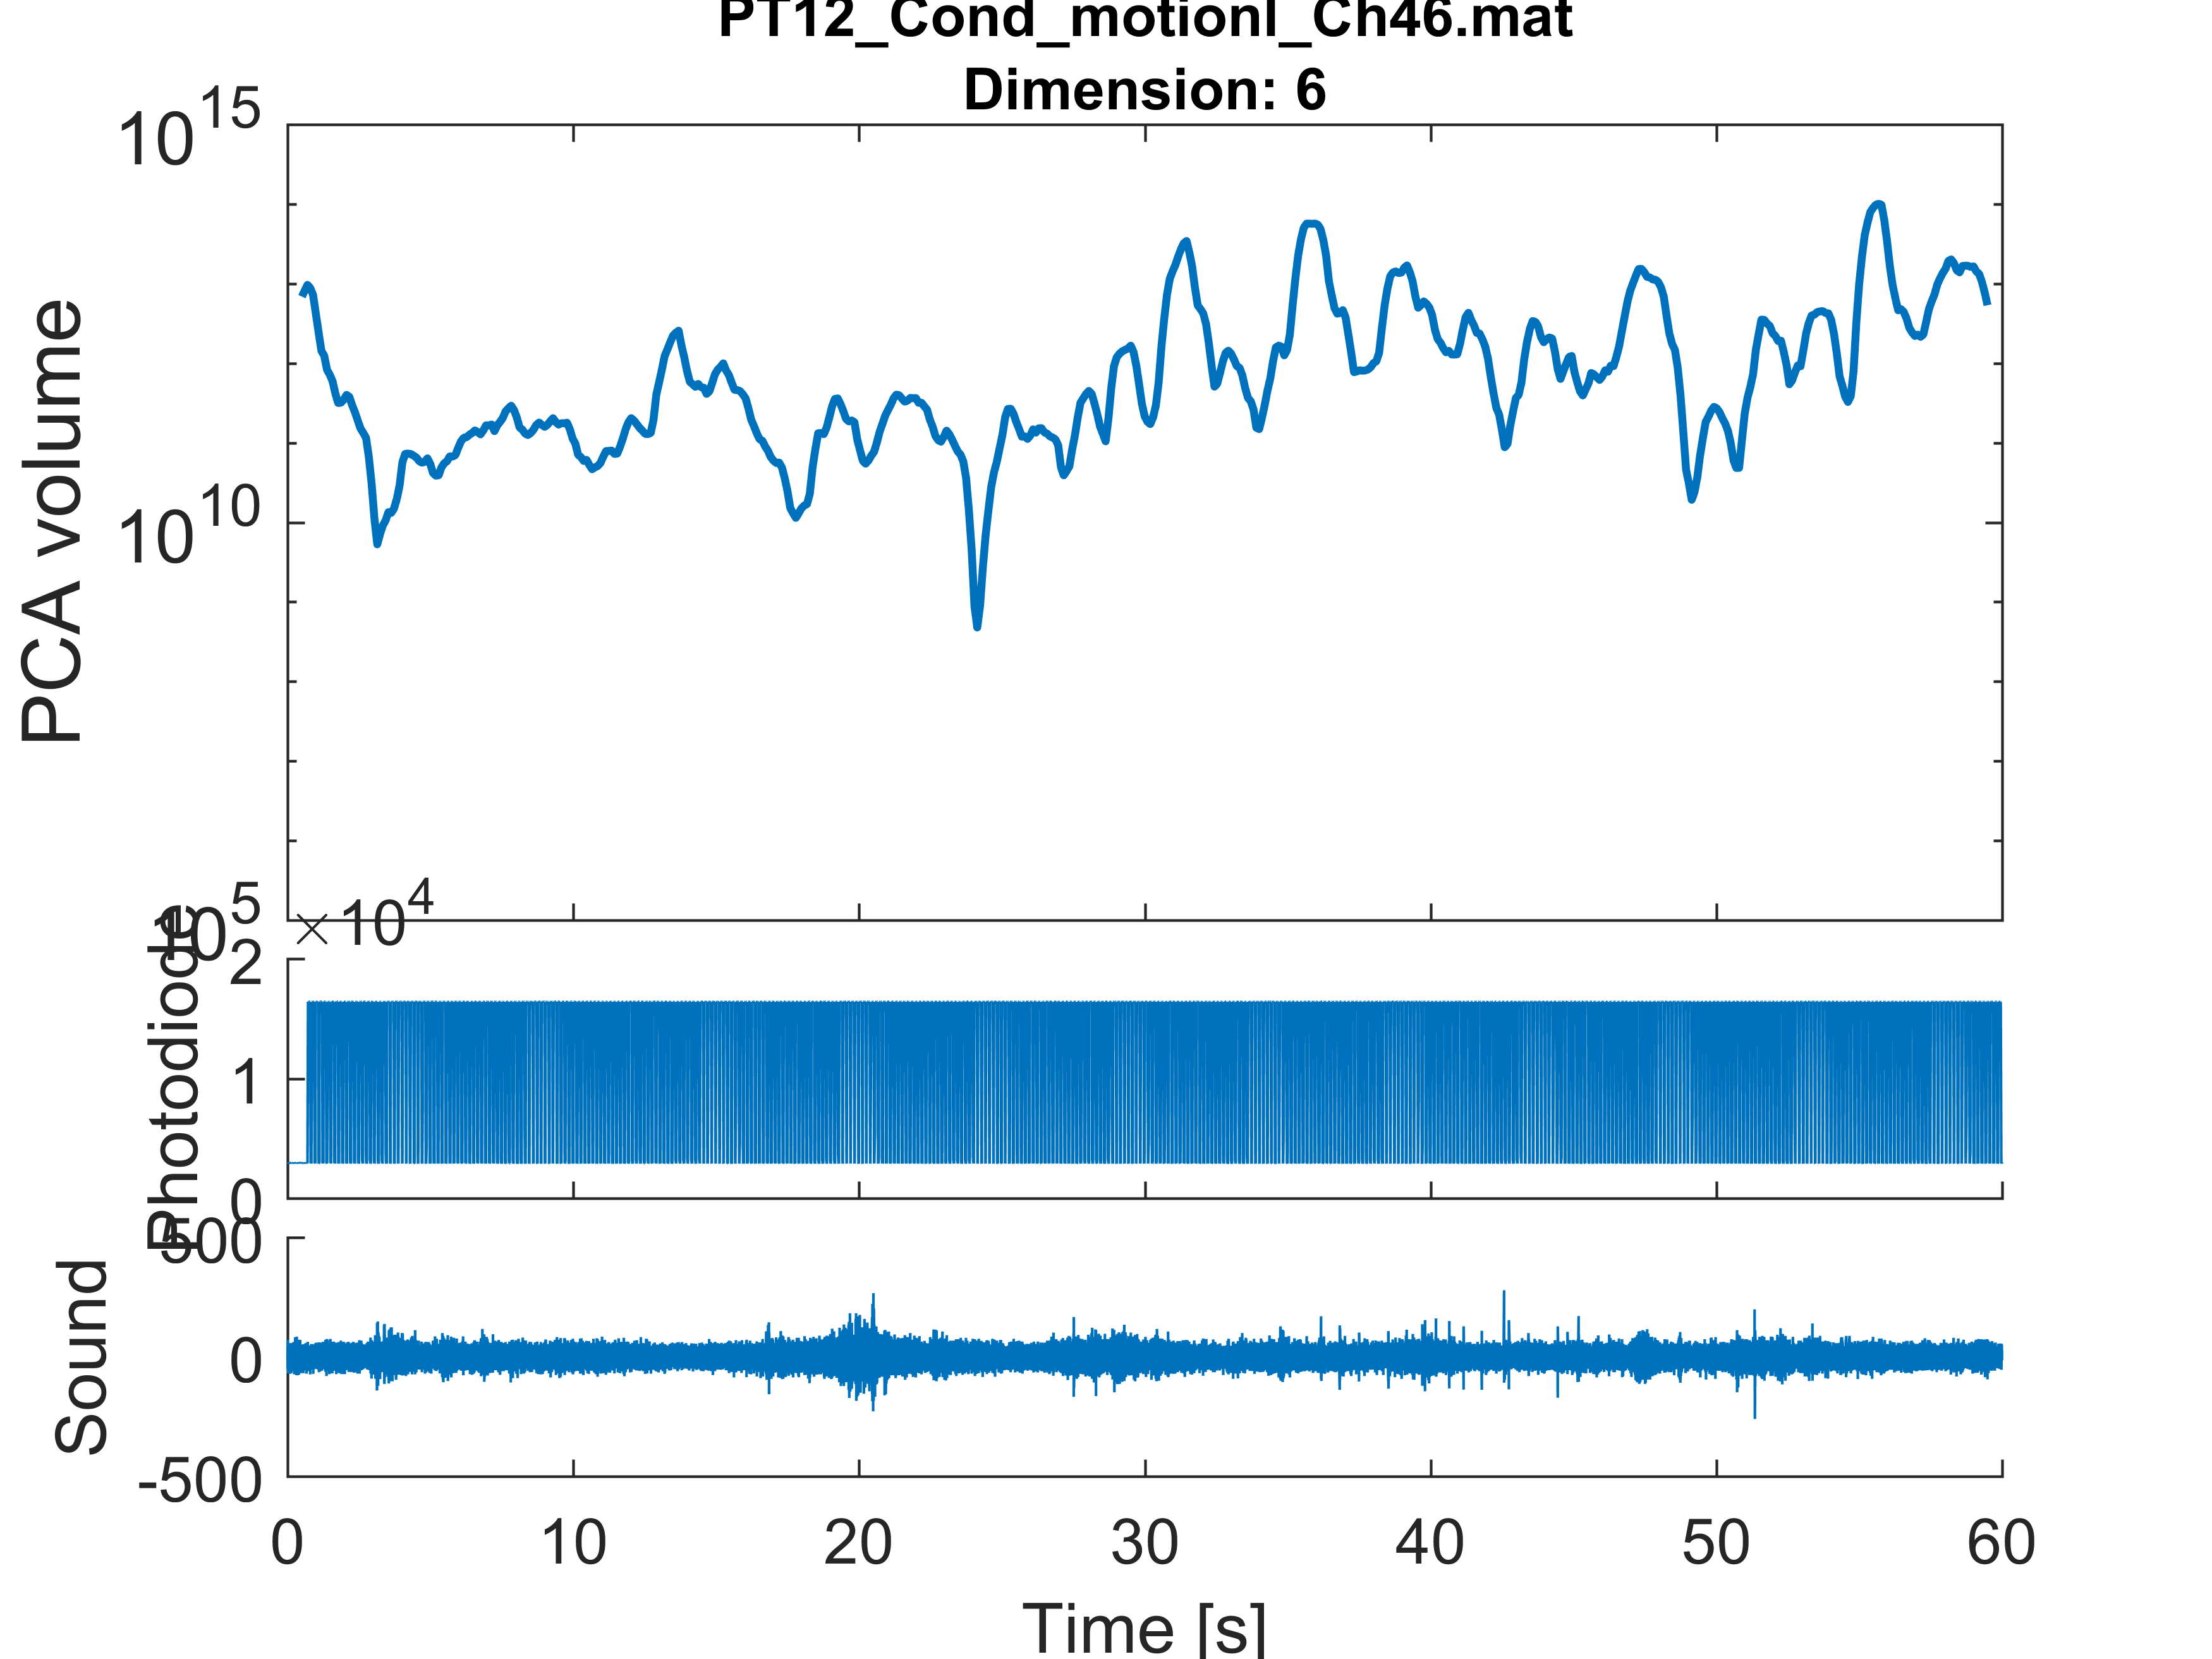 PT12_Cond_motionI_Ch46.mat
Dimension: 6
10^15
10^10
10^5
PCA volume
×10^4
2
1
0
Photodiode
500
0
-500
Sound
0 10 20 30 40 50 60
Time [s]